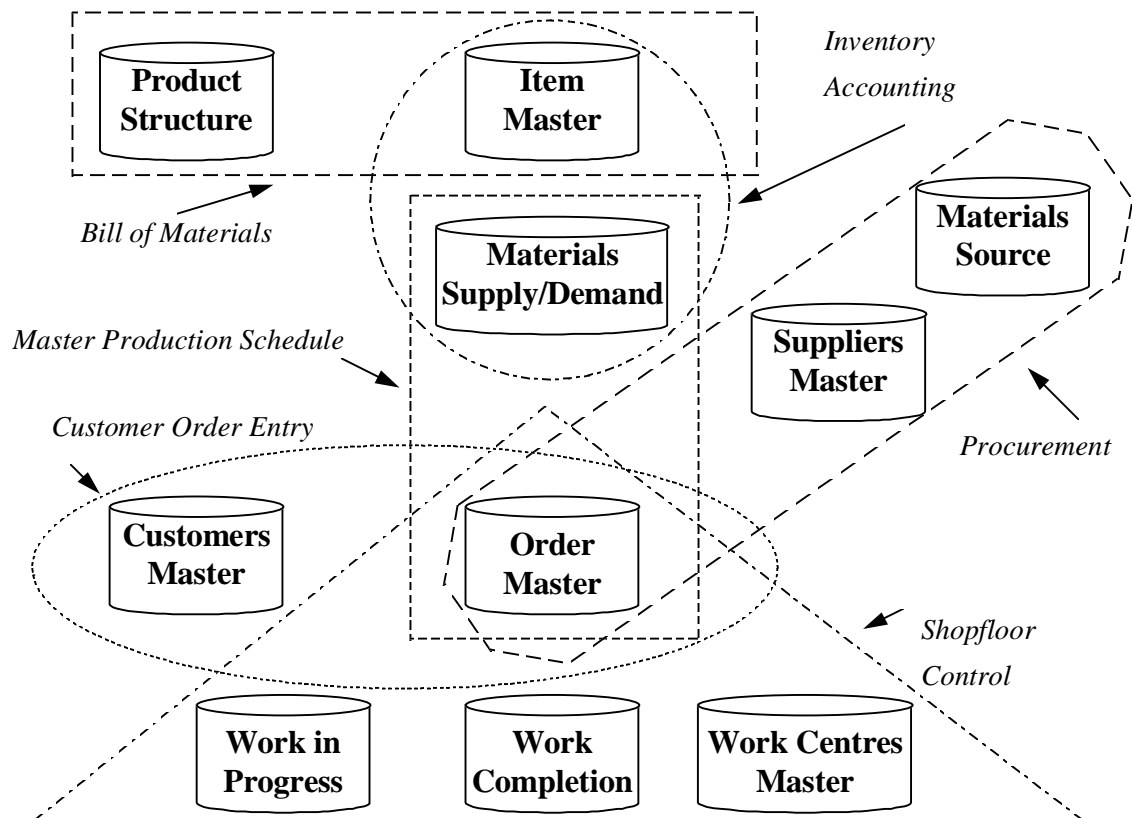 Product
Structure
Item
Master
Inventory
Accounting
Bill of Materials
Materials
Supply/Demand
Materials
Source
Master Production Schedule
Suppliers
Master
Customer Order Entry
Procurement
Customers
Master
Order
Master
Shopfloor
Control
Work in
Progress
Work
Completion
Work Centres
Master